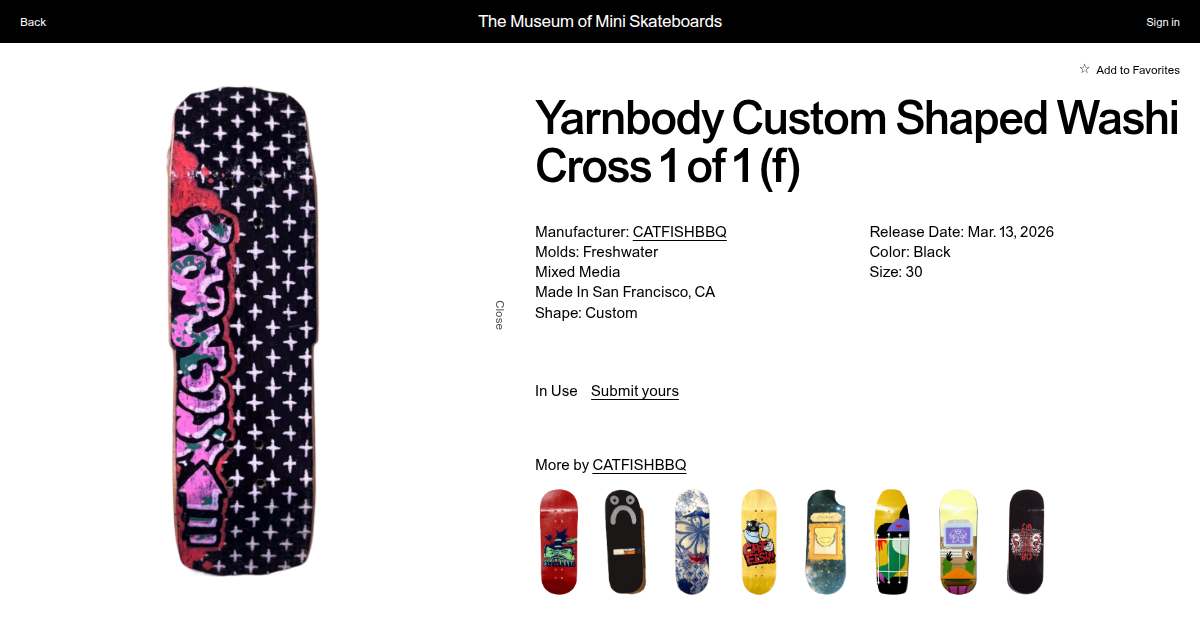 Back
The Museum of Mini Skateboards
Sign in
☆ Add to Favorites
Yarnbody Custom Shaped Washi
Cross 1 of 1 (f)
Manufacturer: CATFISHBBQ
Molds: Freshwater
Mixed Media
Made In San Francisco, CA
Shape: Custom
Release Date: Mar. 13, 2026
Color: Black
Size: 30
Close
In Use Submit yours
More by CATFISHBBQ